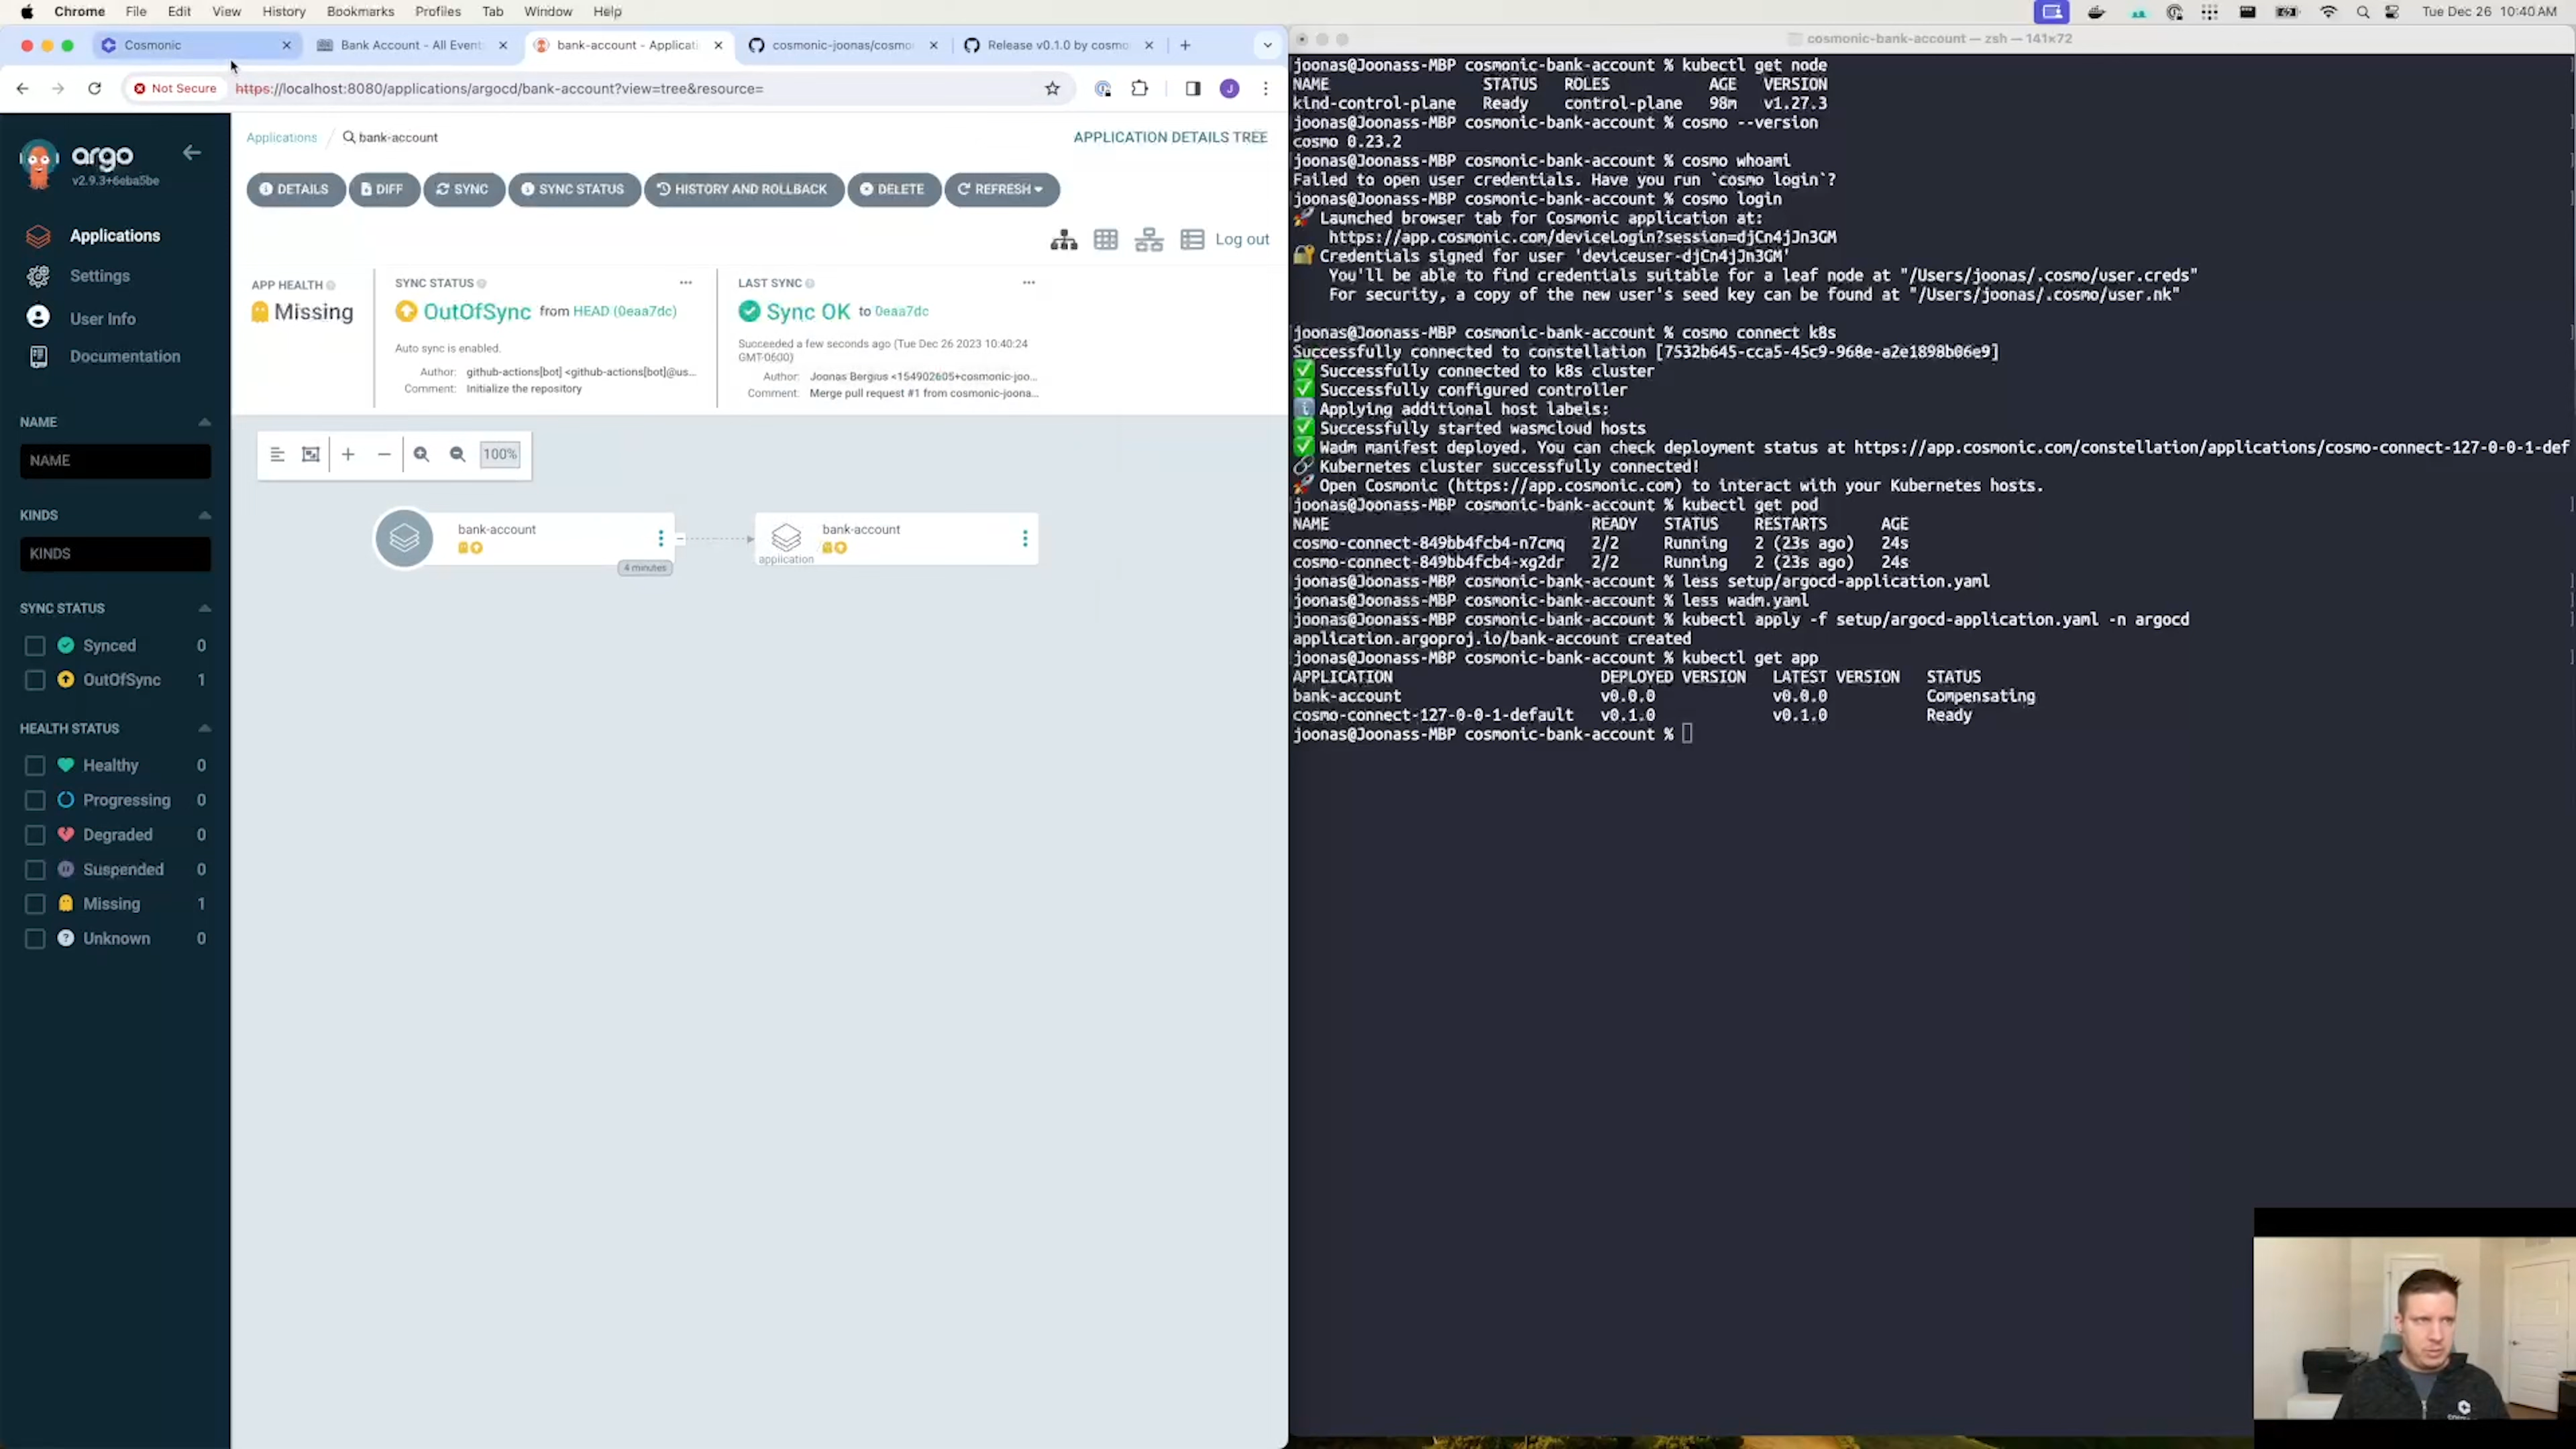 Chrome File Edit View History Bookmarks Profiles Tab Window Help
Tue Dec 26 10:40 AM
Cosmonic
Bank Account - All Event
bank-account - Applicati
cosmonic-joonas/cosmo
Release v0.1.0 by cosmo
Not Secure https://localhost:8080/applications/argocd/bank-account?view=tree&resource=
J
argo
v2.9.3+6eba5be
Applications
Settings
User Info
Documentation
NAME
NAME
KINDS
KINDS
SYNC STATUS
Synced 0
OutOfSync 1
HEALTH STATUS
Healthy 0
Progressing 0
Degraded 0
Suspended 0
Missing 1
Unknown 0
Applications / bank-account
APPLICATION DETAILS TREE
DETAILS DIFF SYNC SYNC STATUS HISTORY AND ROLLBACK DELETE REFRESH
Log out
APP HEALTH
Missing
SYNC STATUS
OutOfSync from HEAD (0eaa7dc)
Auto sync is enabled.
Author: github-actions[bot] <github-actions[bot]@us...
Comment: Initialize the repository
LAST SYNC
Sync OK to 0eaa7dc
Succeeded a few seconds ago (Tue Dec 26 2023 10:40:24
GMT-0600)
Author: Joonas Bergius <154902605+cosmonic-joo...
Comment: Merge pull request #1 from cosmonic-joona...
100%
bank-account
4 minutes
bank-account
application
cosmonic-bank-account — zsh — 141×72
joonas@Joonass-MBP cosmonic-bank-account % kubectl get node
NAME STATUS ROLES AGE VERSION
kind-control-plane Ready control-plane 98m v1.27.3
joonas@Joonass-MBP cosmonic-bank-account % cosmo --version
cosmo 0.23.2
joonas@Joonass-MBP cosmonic-bank-account % cosmo whoami
Failed to open user credentials. Have you run `cosmo login`?
joonas@Joonass-MBP cosmonic-bank-account % cosmo login
🚀 Launched browser tab for Cosmonic application at:
https://app.cosmonic.com/deviceLogin?session=djCn4jJn3GM
🔐 Credentials signed for user 'deviceuser-djCn4jJn3GM'
You'll be able to find credentials suitable for a leaf node at "/Users/joonas/.cosmo/user.creds"
For security, a copy of the new user's seed key can be found at "/Users/joonas/.cosmo/user.nk"
joonas@Joonass-MBP cosmonic-bank-account % cosmo connect k8s
Successfully connected to constellation [7532b645-cca5-45c9-968e-a2e1898b06e9]
✅ Successfully connected to k8s cluster
✅ Successfully configured controller
ℹ️ Applying additional host labels:
✅ Successfully started wasmcloud hosts
✅ Wadm manifest deployed. You can check deployment status at https://app.cosmonic.com/constellation/applications/cosmo-connect-127-0-0-1-def
🔗 Kubernetes cluster successfully connected!
🚀 Open Cosmonic (https://app.cosmonic.com) to interact with your Kubernetes hosts.
joonas@Joonass-MBP cosmonic-bank-account % kubectl get pod
NAME READY STATUS RESTARTS AGE
cosmo-connect-849bb4fcb4-n7cmq 2/2 Running 2 (23s ago) 24s
cosmo-connect-849bb4fcb4-xg2dr 2/2 Running 2 (23s ago) 24s
joonas@Joonass-MBP cosmonic-bank-account % less setup/argocd-application.yaml
joonas@Joonass-MBP cosmonic-bank-account % less wadm.yaml
joonas@Joonass-MBP cosmonic-bank-account % kubectl apply -f setup/argocd-application.yaml -n argocd
application.argoproj.io/bank-account created
joonas@Joonass-MBP cosmonic-bank-account % kubectl get app
APPLICATION DEPLOYED VERSION LATEST VERSION STATUS
bank-account v0.0.0 v0.0.0 Compensating
cosmo-connect-127-0-0-1-default v0.1.0 v0.1.0 Ready
joonas@Joonass-MBP cosmonic-bank-account %